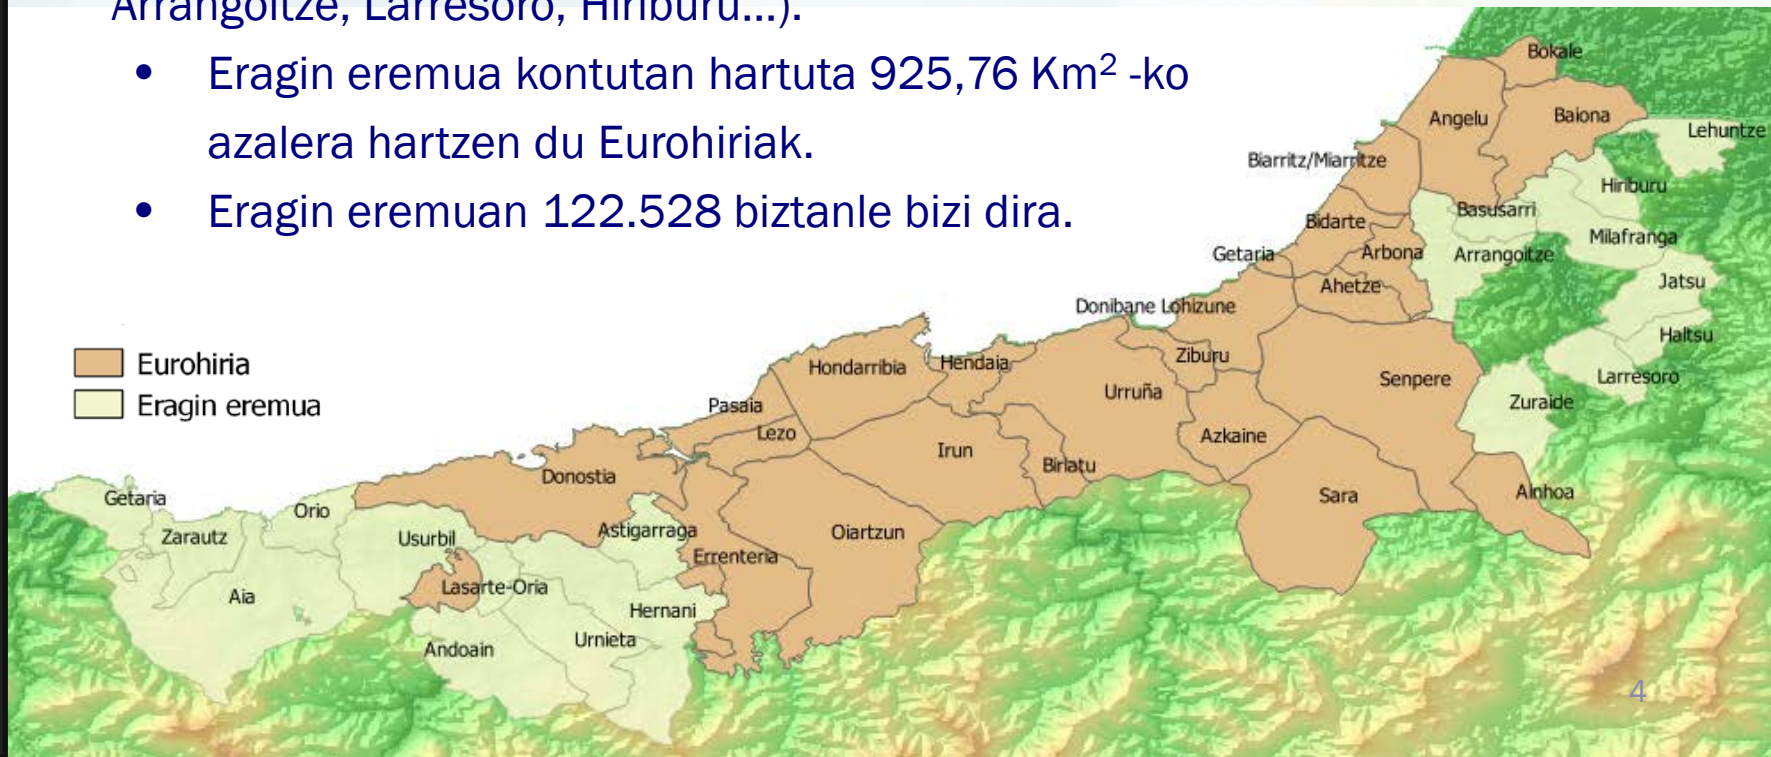 Arrangoitze, Larresoro, Hiriburu...).
• Eragin eremua kontutan hartuta 925,76 Km² -ko
azalera hartzen du Eurohiriak.
• Eragin eremuan 122.528 biztanle bizi dira.
Eurohiria
Eragin eremua
Bokale
Angelu
Baiona
Lehuntze
Biarritz/Miarritze
Hiriburu
Basusarri
Bidarte
Milafranga
Getaria
Arbona
Arrangoitze
Ahetze
Jatsu
Donibane Lohizune
Haltsu
Ziburu
Hondarribia
Hendaia
Senpere
Larresoro
Urruña
Zuraide
Pasaia
Lezo
Azkaine
Irun
Birlatu
Donostia
Sara
Ainhoa
Getaria
Orio
Zarautz
Usurbil
Astigarraga
Oiartzun
Errenteria
Lasarte-Oria
Aia
Hernani
Urnieta
Andoain
4